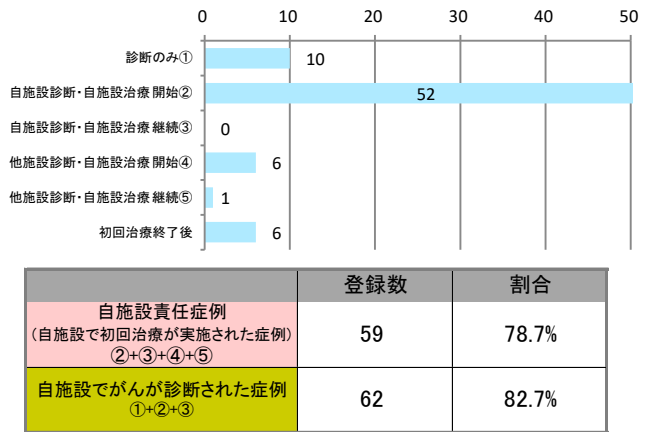 0 10 20 30 40 50
診断のみ① 10
自施設診断・自施設治療 開始② 52
自施設診断・自施設治療 継続③ 0
他施設診断・自施設治療 開始④ 6
他施設診断・自施設治療 継続⑤ 1
初回治療終了後 6
登録数 割合
自施設責任症例
(自施設で初回治療が実施された症例)
②+③+④+⑤
59 78.7%
自施設でがんが診断された症例
①+②+③
62 82.7%